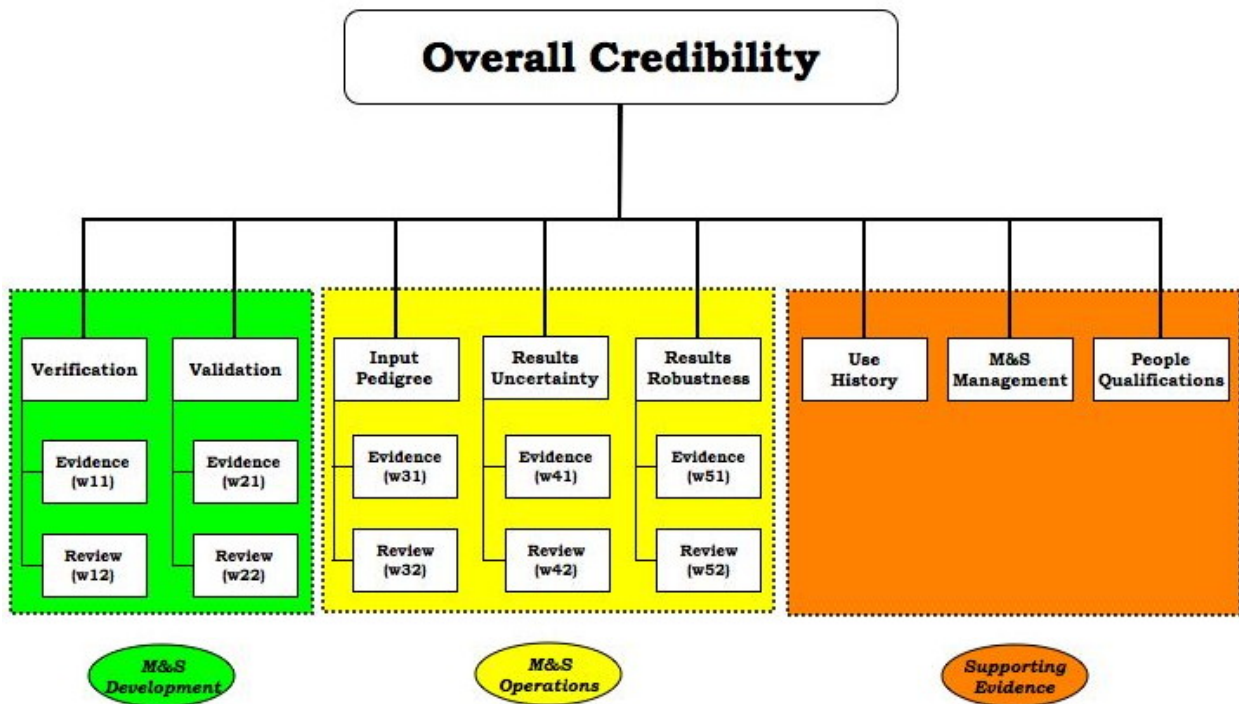 Overall Credibility
Verification
Validation
Input
Pedigree
Results
Uncertainty
Results
Robustness
Use
History
M&S
Management
People
Qualifications
Evidence
(w11)
Evidence
(w21)
Evidence
(w31)
Evidence
(w41)
Evidence
(w51)
Review
(w12)
Review
(w22)
Review
(w32)
Review
(w42)
Review
(w52)
M&S
Development
M&S
Operations
Supporting
Evidence